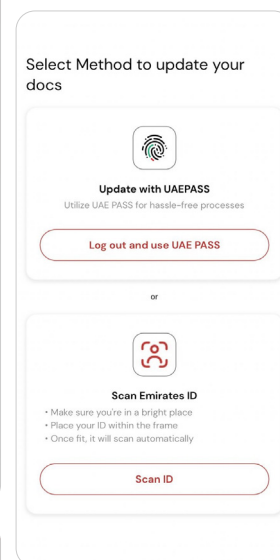 Select Method to update your
docs
Update with UAEPASS
Utilize UAE PASS for hassle-free processes
Log out and use UAE PASS
or
Scan Emirates ID
• Make sure you're in a bright place
• Place your ID within the frame
• Once fit, it will scan automatically
Scan ID